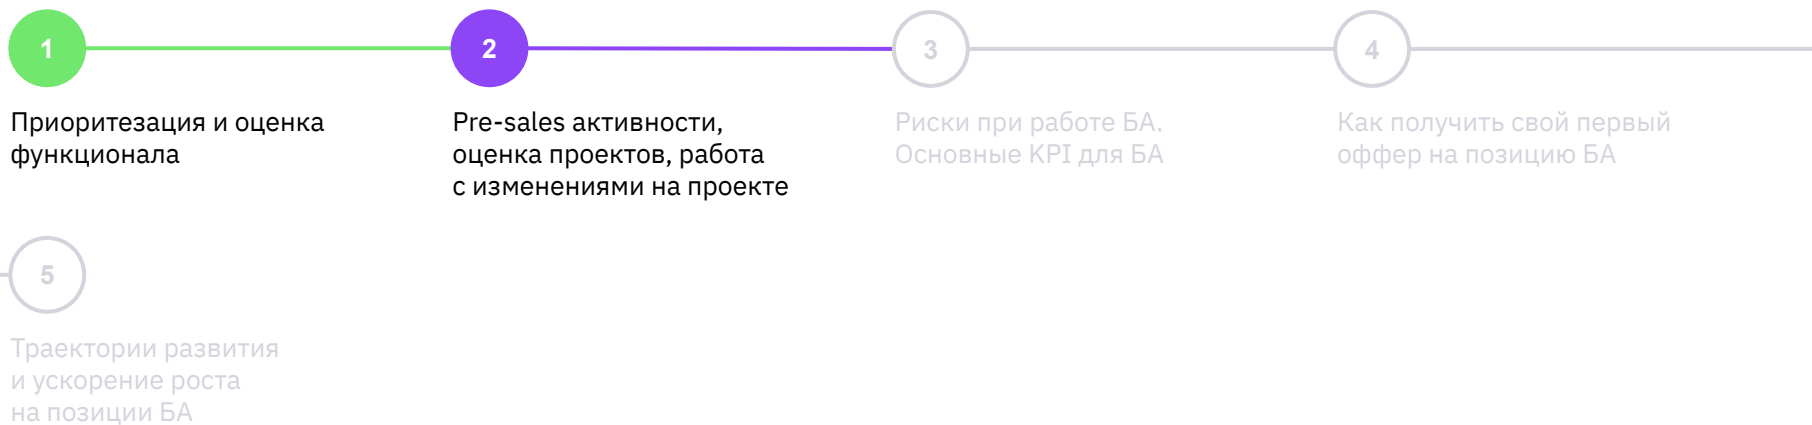 1
2
3
4
Приоритезация и оценка
функционала
Pre-sales активности,
оценка проектов, работа
с изменениями на проекте
Риски при работе БА.
Основные KPI для БА
Как получить свой первый
оффер на позицию БА
5
Траектории развития
и ускорение роста
на позиции БА